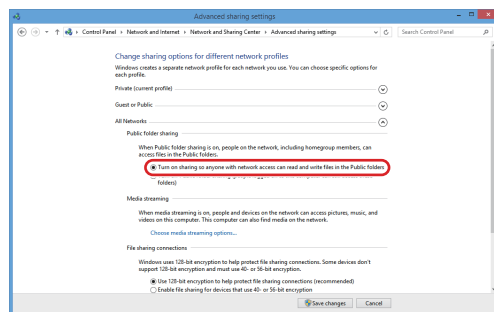 Advanced sharing settings
Control Panel › Network and Internet › Network and Sharing Center › Advanced sharing settings
Search Control Panel
Change sharing options for different network profiles
Windows creates a separate network profile for each network you use. You can choose specific options for
each profile.
Private (current profile)
Guest or Public
All Networks
Public folder sharing
When Public folder sharing is on, people on the network, including homegroup members, can
access files in the Public folders.
Turn on sharing so anyone with network access can read and write files in the Public folders
folders)
Media streaming
When media streaming is on, people and devices on the network can access pictures, music, and
videos on this computer. This computer can also find media on the network.
Choose media streaming options...
File sharing connections
Windows uses 128-bit encryption to help protect file sharing connections. Some devices don't
support 128-bit encryption and must use 40- or 56-bit encryption.
Use 128-bit encryption to help protect file sharing connections (recommended)
Enable file sharing for devices that use 40- or 56-bit encryption
Save changes
Cancel